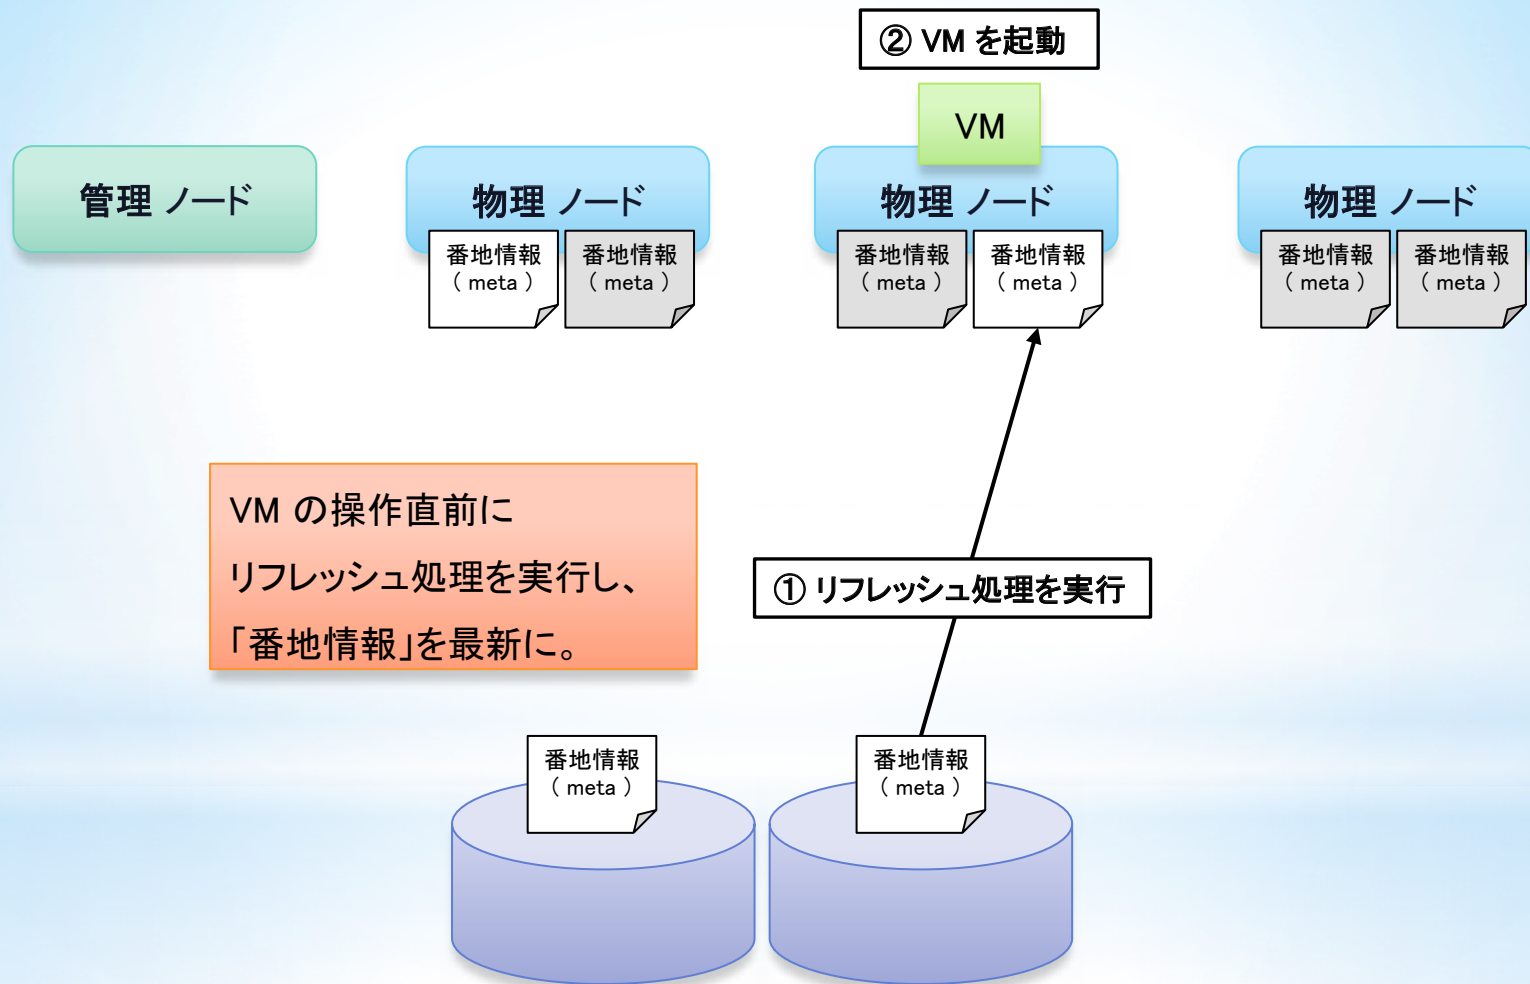 ② VM を起動
VM
管理 ノード
物理 ノード
物理 ノード
物理 ノード
番地情報
( meta )
番地情報
( meta )
番地情報
( meta )
番地情報
( meta )
番地情報
( meta )
番地情報
( meta )
VM の操作直前に
リフレッシュ処理を実行し、
「番地情報」を最新に。
① リフレッシュ処理を実行
番地情報
( meta )
番地情報
( meta )